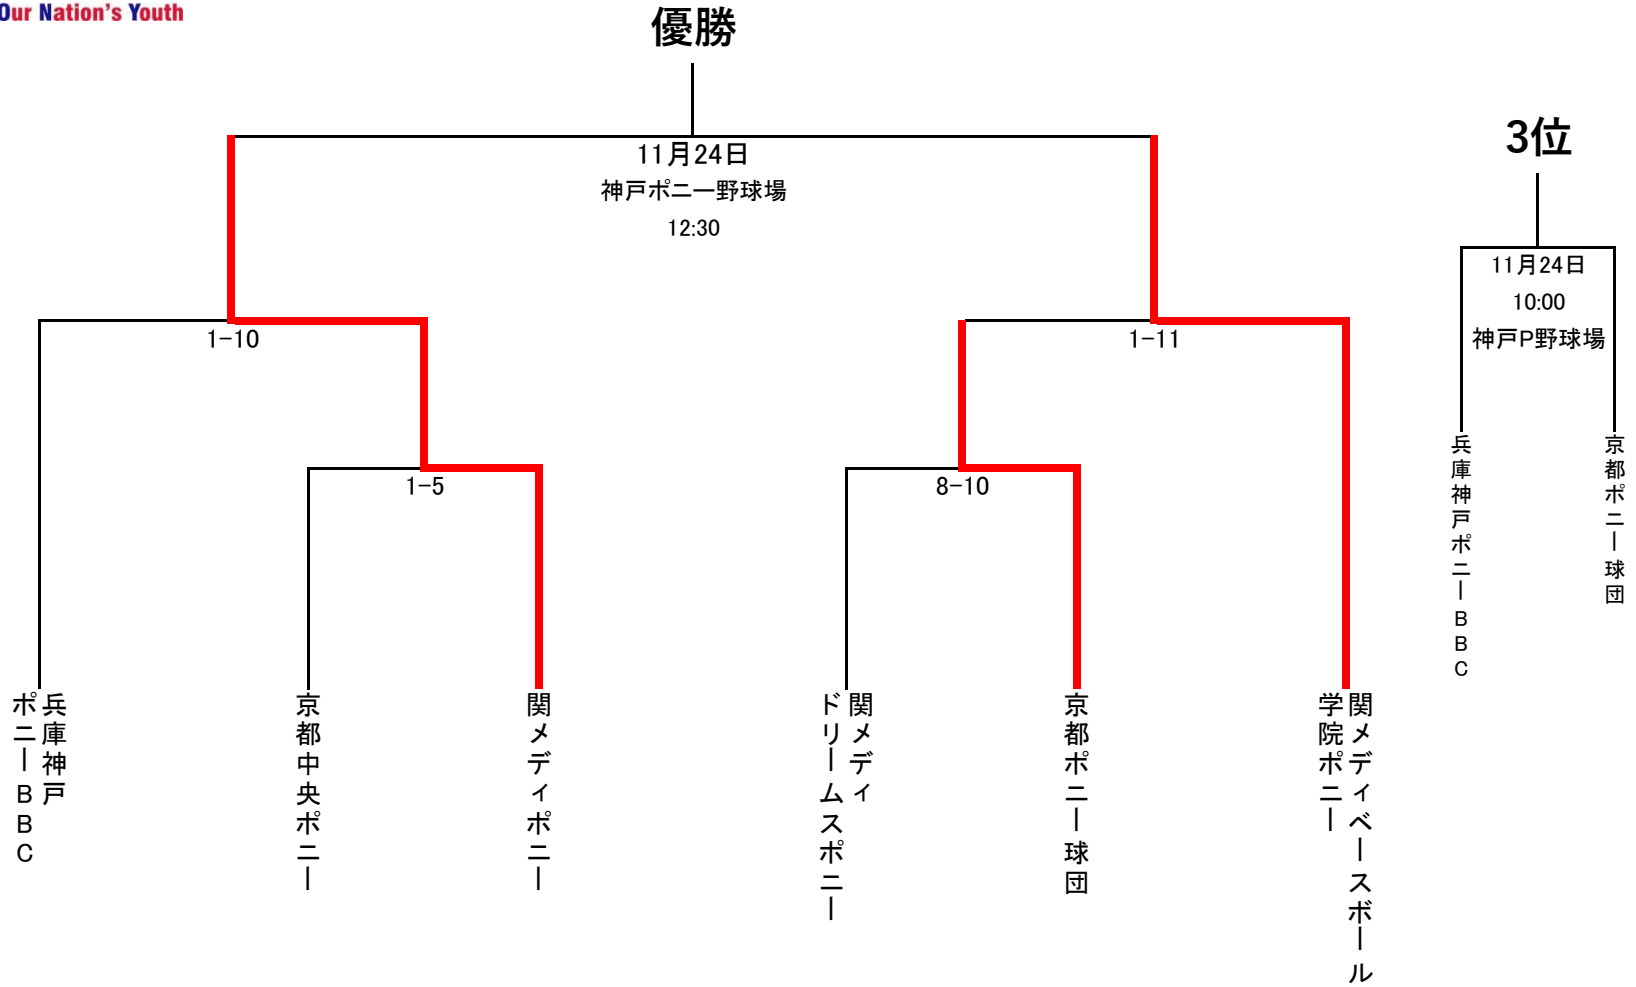 Our Nation's Youth
優勝
11月24日
神戸ポニー野球場
12:30
3位
11月24日
10:00
神戸P野球場
1-10
1-11
1-5
8-10
兵庫神戸ポニーBBC
京都ポニー球団
兵庫神戸
ポニーBBC
京都中央ポニー
関メディポニー
関メディ
ドリームスポニー
京都ポニー球団
関メディベースボール
学院ポニー